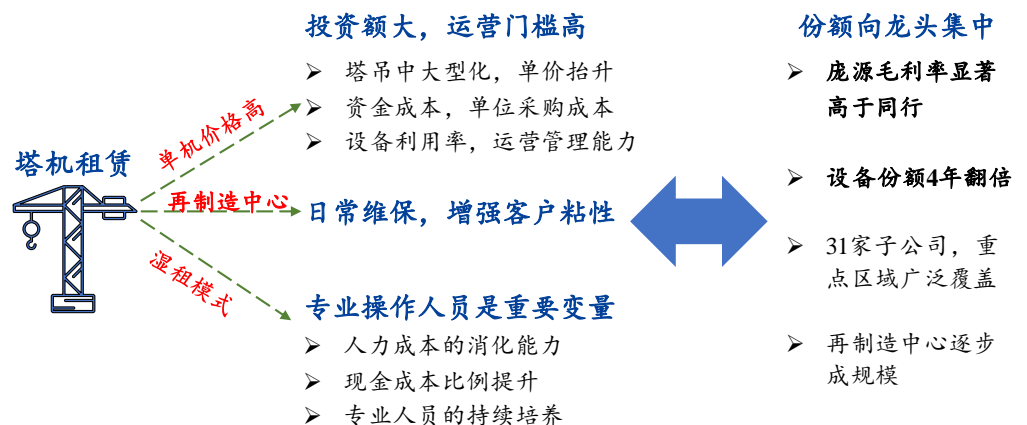 塔机租赁
单机价格高
再制造中心
湿租模式
投资额大，运营门槛高
塔吊中大型化，单价抬升
资金成本，单位采购成本
设备利用率，运营管理能力
日常维保，增强客户粘性
专业操作人员是重要变量
人力成本的消化能力
现金成本比例提升
专业人员的持续培养
份额向龙头集中
庞源毛利率显著
高于同行
设备份额4年翻倍
31家子公司，重
点区域广泛覆盖
再制造中心逐步
成规模